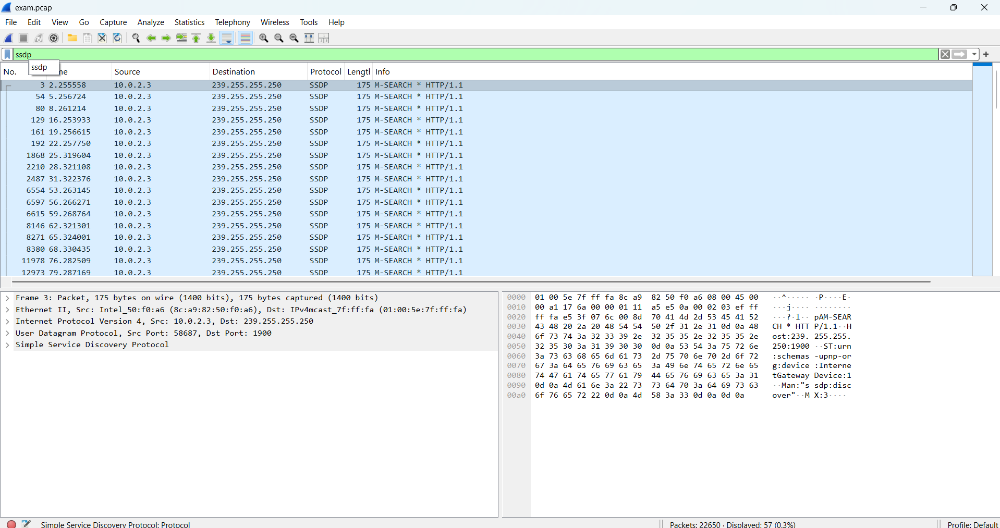 exam.pcap
File Edit View Go Capture Analyze Statistics Telephony Wireless Tools Help
ssdp
ssdp
No. me Source Destination Protocol Lengtl Info
3 2.255558 10.0.2.3 239.255.255.250 SSDP 175 M-SEARCH * HTTP/1.1
54 5.256724 10.0.2.3 239.255.255.250 SSDP 175 M-SEARCH * HTTP/1.1
80 8.261214 10.0.2.3 239.255.255.250 SSDP 175 M-SEARCH * HTTP/1.1
129 16.253933 10.0.2.3 239.255.255.250 SSDP 175 M-SEARCH * HTTP/1.1
161 19.256615 10.0.2.3 239.255.255.250 SSDP 175 M-SEARCH * HTTP/1.1
192 22.257750 10.0.2.3 239.255.255.250 SSDP 175 M-SEARCH * HTTP/1.1
1868 25.319604 10.0.2.3 239.255.255.250 SSDP 175 M-SEARCH * HTTP/1.1
2210 28.321108 10.0.2.3 239.255.255.250 SSDP 175 M-SEARCH * HTTP/1.1
2487 31.322376 10.0.2.3 239.255.255.250 SSDP 175 M-SEARCH * HTTP/1.1
6554 53.263145 10.0.2.3 239.255.255.250 SSDP 175 M-SEARCH * HTTP/1.1
6597 56.266271 10.0.2.3 239.255.255.250 SSDP 175 M-SEARCH * HTTP/1.1
6615 59.268764 10.0.2.3 239.255.255.250 SSDP 175 M-SEARCH * HTTP/1.1
8146 62.321301 10.0.2.3 239.255.255.250 SSDP 175 M-SEARCH * HTTP/1.1
8271 65.324001 10.0.2.3 239.255.255.250 SSDP 175 M-SEARCH * HTTP/1.1
8380 68.330435 10.0.2.3 239.255.255.250 SSDP 175 M-SEARCH * HTTP/1.1
11978 76.282509 10.0.2.3 239.255.255.250 SSDP 175 M-SEARCH * HTTP/1.1
12973 79.287169 10.0.2.3 239.255.255.250 SSDP 175 M-SEARCH * HTTP/1.1
Frame 3: Packet, 175 bytes on wire (1400 bits), 175 bytes captured (1400 bits)
Ethernet II, Src: Intel_50:f0:a6 (8c:a9:82:50:f0:a6), Dst: IPv4mcast_7f:ff:fa (01:00:5e:7f:ff:fa)
Internet Protocol Version 4, Src: 10.0.2.3, Dst: 239.255.255.250
User Datagram Protocol, Src Port: 58687, Dst Port: 1900
Simple Service Discovery Protocol
0000 01 00 5e 7f ff fa 8c a9 82 50 f0 a6 08 00 45 00 ··^····· ·P····E·
0010 00 a1 17 6a 00 00 01 11 a5 e5 0a 00 02 03 ef ff ···j···· ········
0020 ff fa e5 3f 07 6c 00 8d 70 41 4d 2d 53 45 41 52 ···?·l·· pAM-SEAR
0030 43 48 20 2a 20 48 54 54 50 2f 31 2e 31 0d 0a 48 CH * HTT P/1.1··H
0040 6f 73 74 3a 32 33 39 2e 32 35 35 2e 32 35 35 2e ost:239. 255.255.
0050 32 35 30 3a 31 39 30 30 0d 0a 53 54 3a 75 72 6e 250:1900 ··ST:urn
0060 3a 73 63 68 65 6d 61 73 2d 75 70 6e 70 2d 6f 72 :schemas -upnp-or
0070 67 3a 64 65 76 69 63 65 3a 49 6e 74 65 72 6e 65 g:device :Interne
0080 74 47 61 74 65 77 61 79 44 65 76 69 63 65 3a 31 tGateway Device:1
0090 0d 0a 4d 61 6e 3a 22 73 73 64 70 3a 64 69 73 63 ··Man:"s sdp:disc
00a0 6f 76 65 72 22 0d 0a 4d 58 3a 33 0d 0a 0d 0a over"··M X:3····
Simple Service Discovery Protocol: Protocol Packets: 22650 · Displayed: 57 (0.3%) Profile: Default